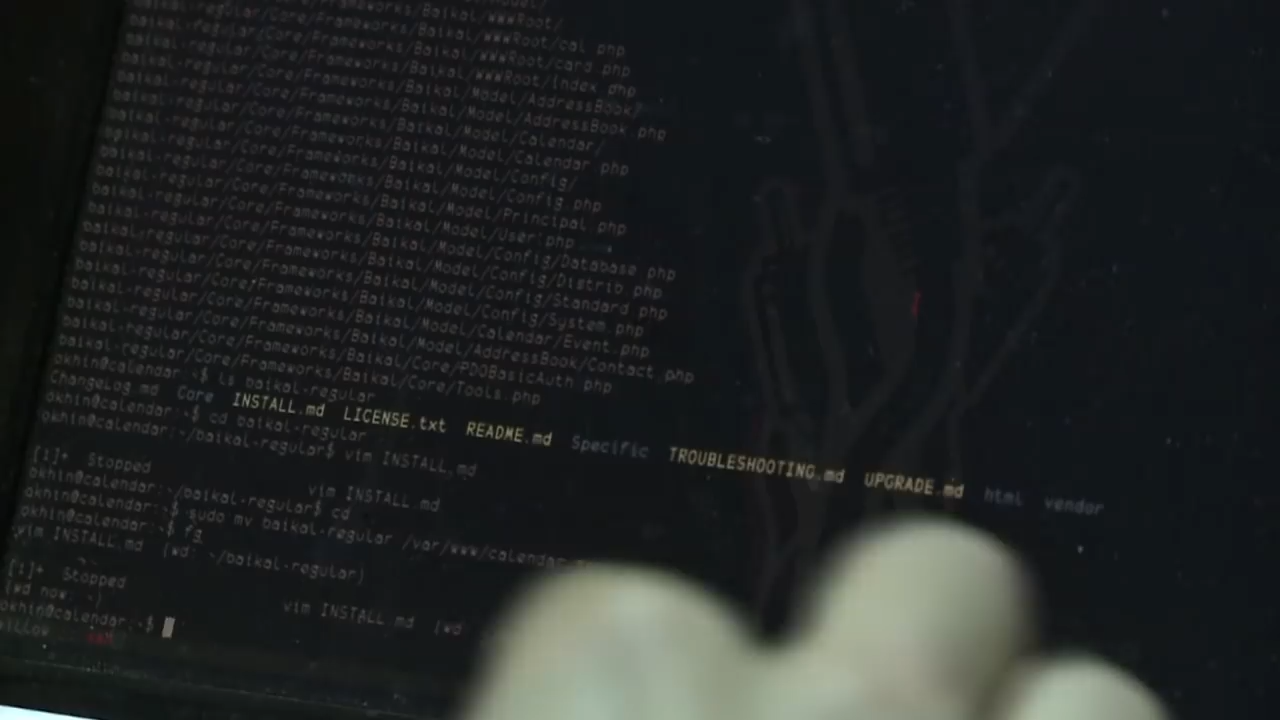 baikal-regular/Core/Frameworks/Baikal/WWWRoot/
baikal-regular/Core/Frameworks/Baikal/WWWRoot/cal.php
baikal-regular/Core/Frameworks/Baikal/WWWRoot/card.php
baikal-regular/Core/Frameworks/Baikal/WWWRoot/index.php
baikal-regular/Core/Frameworks/Baikal/Model/AddressBook/
baikal-regular/Core/Frameworks/Baikal/Model/AddressBook.php
baikal-regular/Core/Frameworks/Baikal/Model/Calendar/
baikal-regular/Core/Frameworks/Baikal/Model/Calendar.php
baikal-regular/Core/Frameworks/Baikal/Model/Config/
baikal-regular/Core/Frameworks/Baikal/Model/Config.php
baikal-regular/Core/Frameworks/Baikal/Model/Principal.php
baikal-regular/Core/Frameworks/Baikal/Model/User.php
baikal-regular/Core/Frameworks/Baikal/Model/Config/Database.php
baikal-regular/Core/Frameworks/Baikal/Model/Config/Distrib.php
baikal-regular/Core/Frameworks/Baikal/Model/Config/Standard.php
baikal-regular/Core/Frameworks/Baikal/Model/Config/System.php
baikal-regular/Core/Frameworks/Baikal/Model/Calendar/Event.php
baikal-regular/Core/Frameworks/Baikal/Model/AddressBook/Contact.php
baikal-regular/Core/Frameworks/Baikal/Core/PDOBasicAuth.php
baikal-regular/Core/Frameworks/Baikal/Core/Tools.php
okhin@calendar:~$ ls baikal-regular
ChangeLog.md Core INSTALL.md LICENSE.txt README.md Specific TROUBLESHOOTING.md UPGRADE.md html vendor
okhin@calendar:~$ cd baikal-regular
okhin@calendar:~/baikal-regular$ vim INSTALL.md
[1]+ Stopped vim INSTALL.md
okhin@calendar:~/baikal-regular$ cd
okhin@calendar:~$ sudo mv baikal-regular /var/www/calendar
okhin@calendar:~$ fg
vim INSTALL.md (wd: ~/baikal-regular)
[1]+ Stopped vim INSTALL.md (wd
(wd now: ~)
okhin@calendar:~$
willow